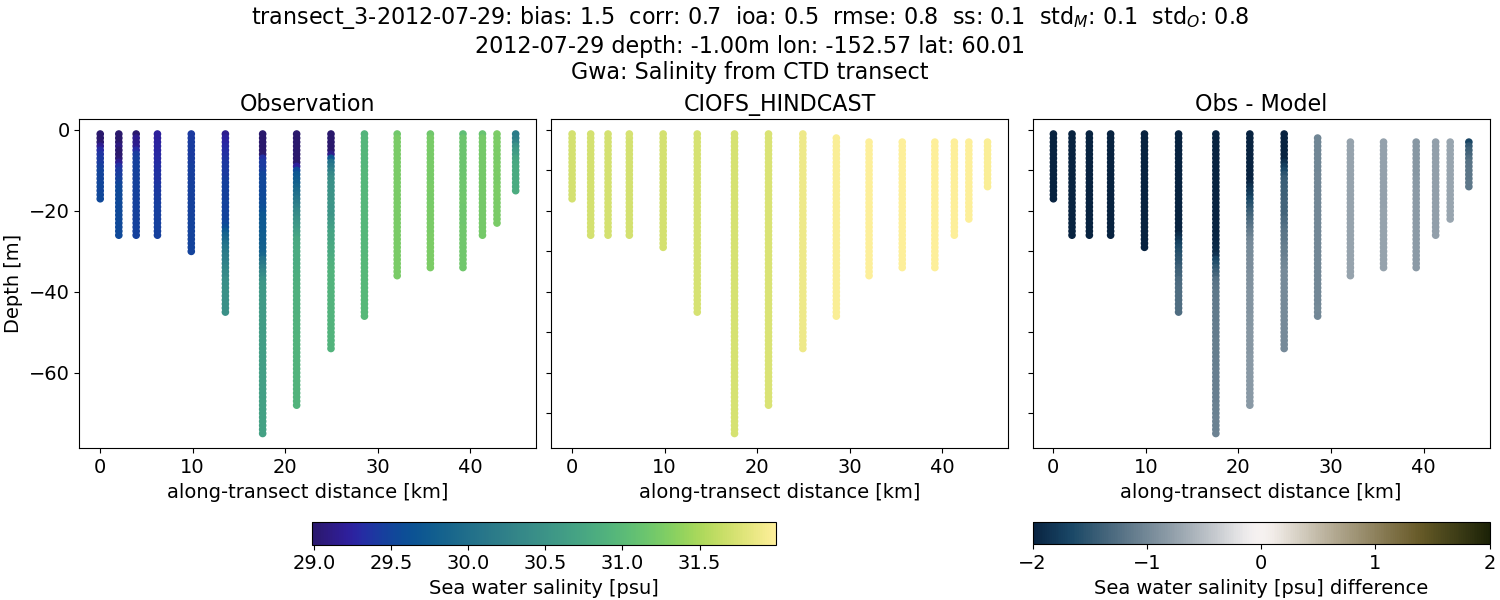 transect_3-2012-07-29: bias: 1.5 corr: 0.7 ioa: 0.5 rmse: 0.8 ss: 0.1 std_M: 0.1 std_O: 0.8
2012-07-29 depth: -1.00m lon: -152.57 lat: 60.01
Gwa: Salinity from CTD transect
Observation CIOFS_HINDCAST Obs - Model
0
−20
−40
−60
Depth [m]
0 10 20 30 40 0 10 20 30 40 0 10 20 30 40
along-transect distance [km] along-transect distance [km] along-transect distance [km]
29.0 29.5 30.0 30.5 31.0 31.5 −2 −1 0 1 2
Sea water salinity [psu] Sea water salinity [psu] difference